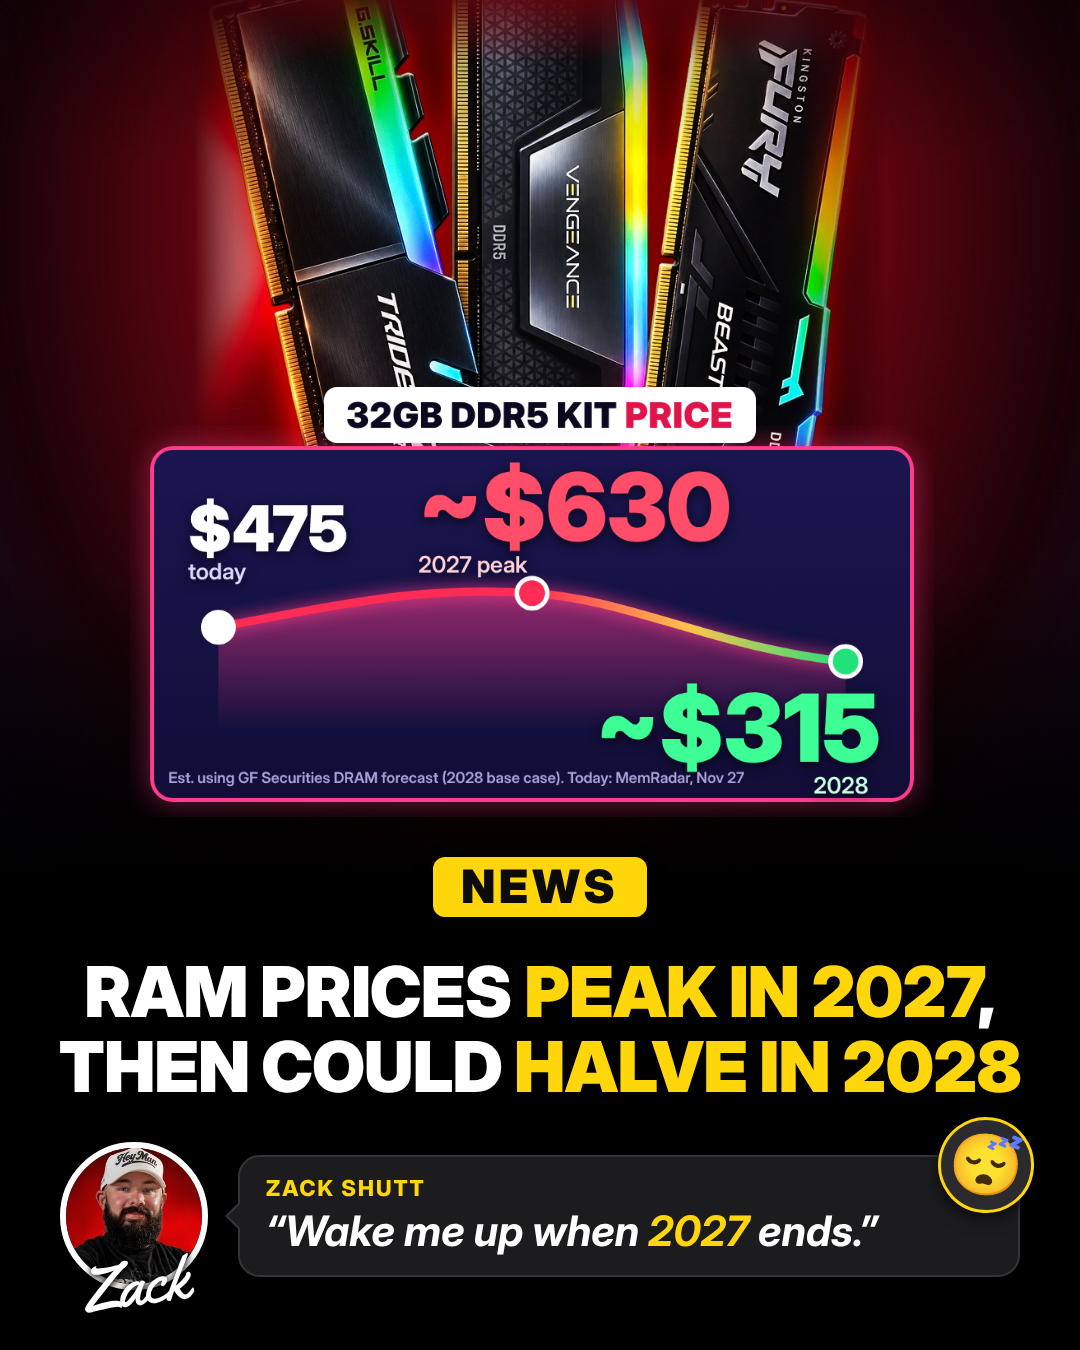 G.SKILL
TRIDE
DDR5
VENGEANCE
KINGSTON
FURY
BEAST
32GB DDR5 KIT PRICE
$475
today
~$630
2027 peak
~$315
2028
Est. using GF Securities DRAM forecast (2028 base case). Today: MemRadar, Nov 27
NEWS
RAM PRICES PEAK IN 2027,
THEN COULD HALVE IN 2028
Hey Man
Zack
ZACK SHUTT
“Wake me up when 2027 ends.”